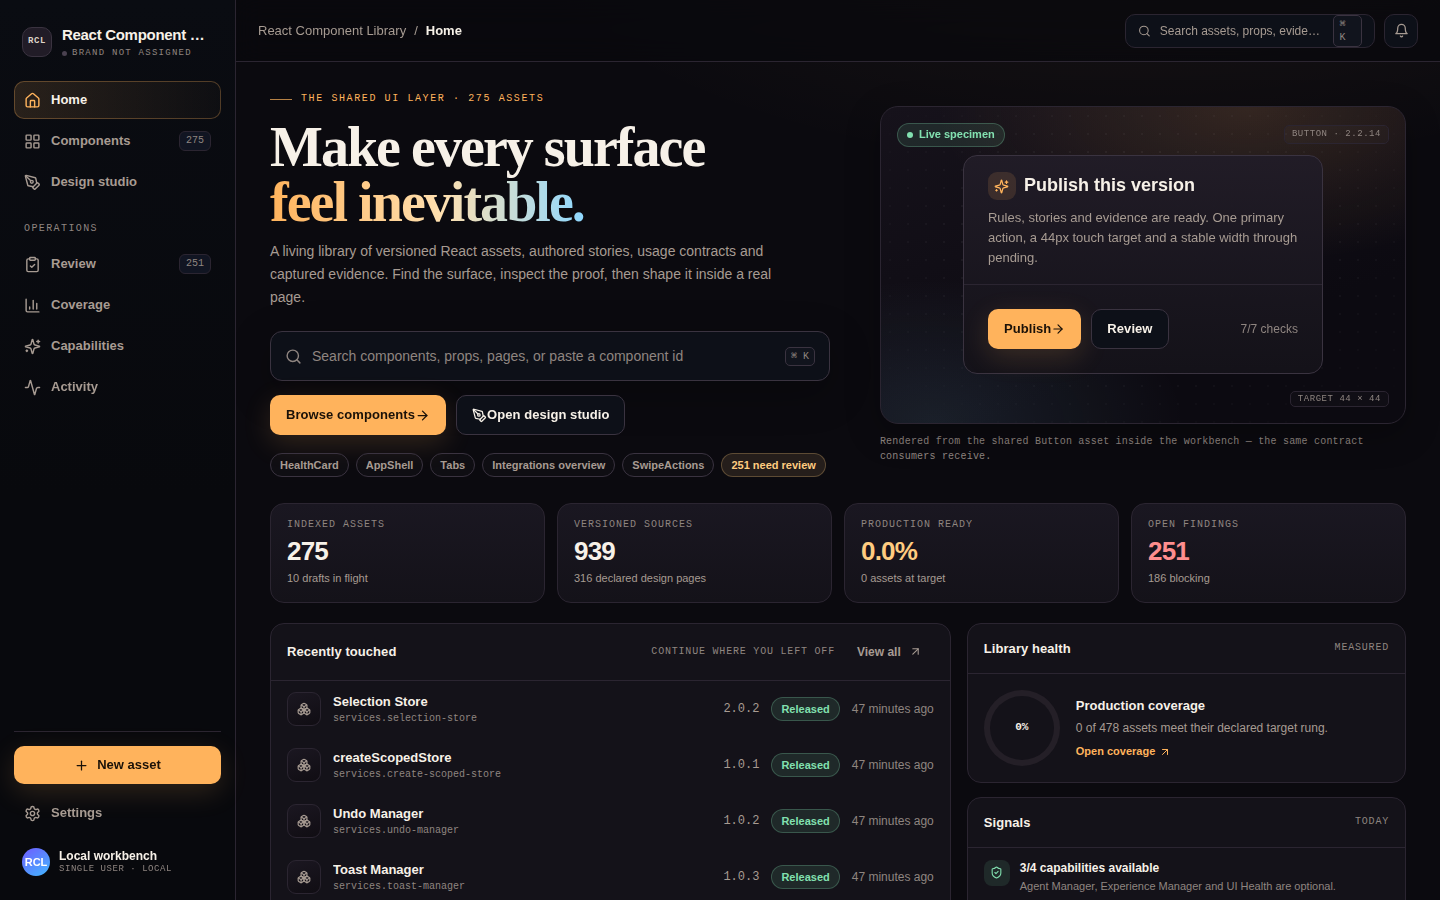 RCL
React Component …
BRAND NOT ASSIGNED
Home
Components
275
Design studio
OPERATIONS
Review
251
Coverage
Capabilities
Activity
New asset
Settings
RCL
Local workbench
SINGLE USER · LOCAL
React Component Library / Home
Search assets, props, evide…
⌘
K
THE SHARED UI LAYER · 275 ASSETS
Make every surface
feel inevitable.
A living library of versioned React assets, authored stories, usage contracts and
captured evidence. Find the surface, inspect the proof, then shape it inside a real
page.
Search components, props, pages, or paste a component id
⌘ K
Browse components
Open design studio
HealthCard
AppShell
Tabs
Integrations overview
SwipeActions
251 need review
Live specimen
BUTTON · 2.2.14
Publish this version
Rules, stories and evidence are ready. One primary
action, a 44px touch target and a stable width through
pending.
Publish
Review
7/7 checks
TARGET 44 × 44
Rendered from the shared Button asset inside the workbench — the same contract
consumers receive.
INDEXED ASSETS
275
10 drafts in flight
VERSIONED SOURCES
939
316 declared design pages
PRODUCTION READY
0.0%
0 assets at target
OPEN FINDINGS
251
186 blocking
Recently touched
CONTINUE WHERE YOU LEFT OFF
View all
Selection Store
services.selection-store
2.0.2
Released
47 minutes ago
createScopedStore
services.create-scoped-store
1.0.1
Released
47 minutes ago
Undo Manager
services.undo-manager
1.0.2
Released
47 minutes ago
Toast Manager
services.toast-manager
1.0.3
Released
47 minutes ago
Library health
MEASURED
0%
Production coverage
0 of 478 assets meet their declared target rung.
Open coverage
Signals
TODAY
3/4 capabilities available
Agent Manager, Experience Manager and UI Health are optional.